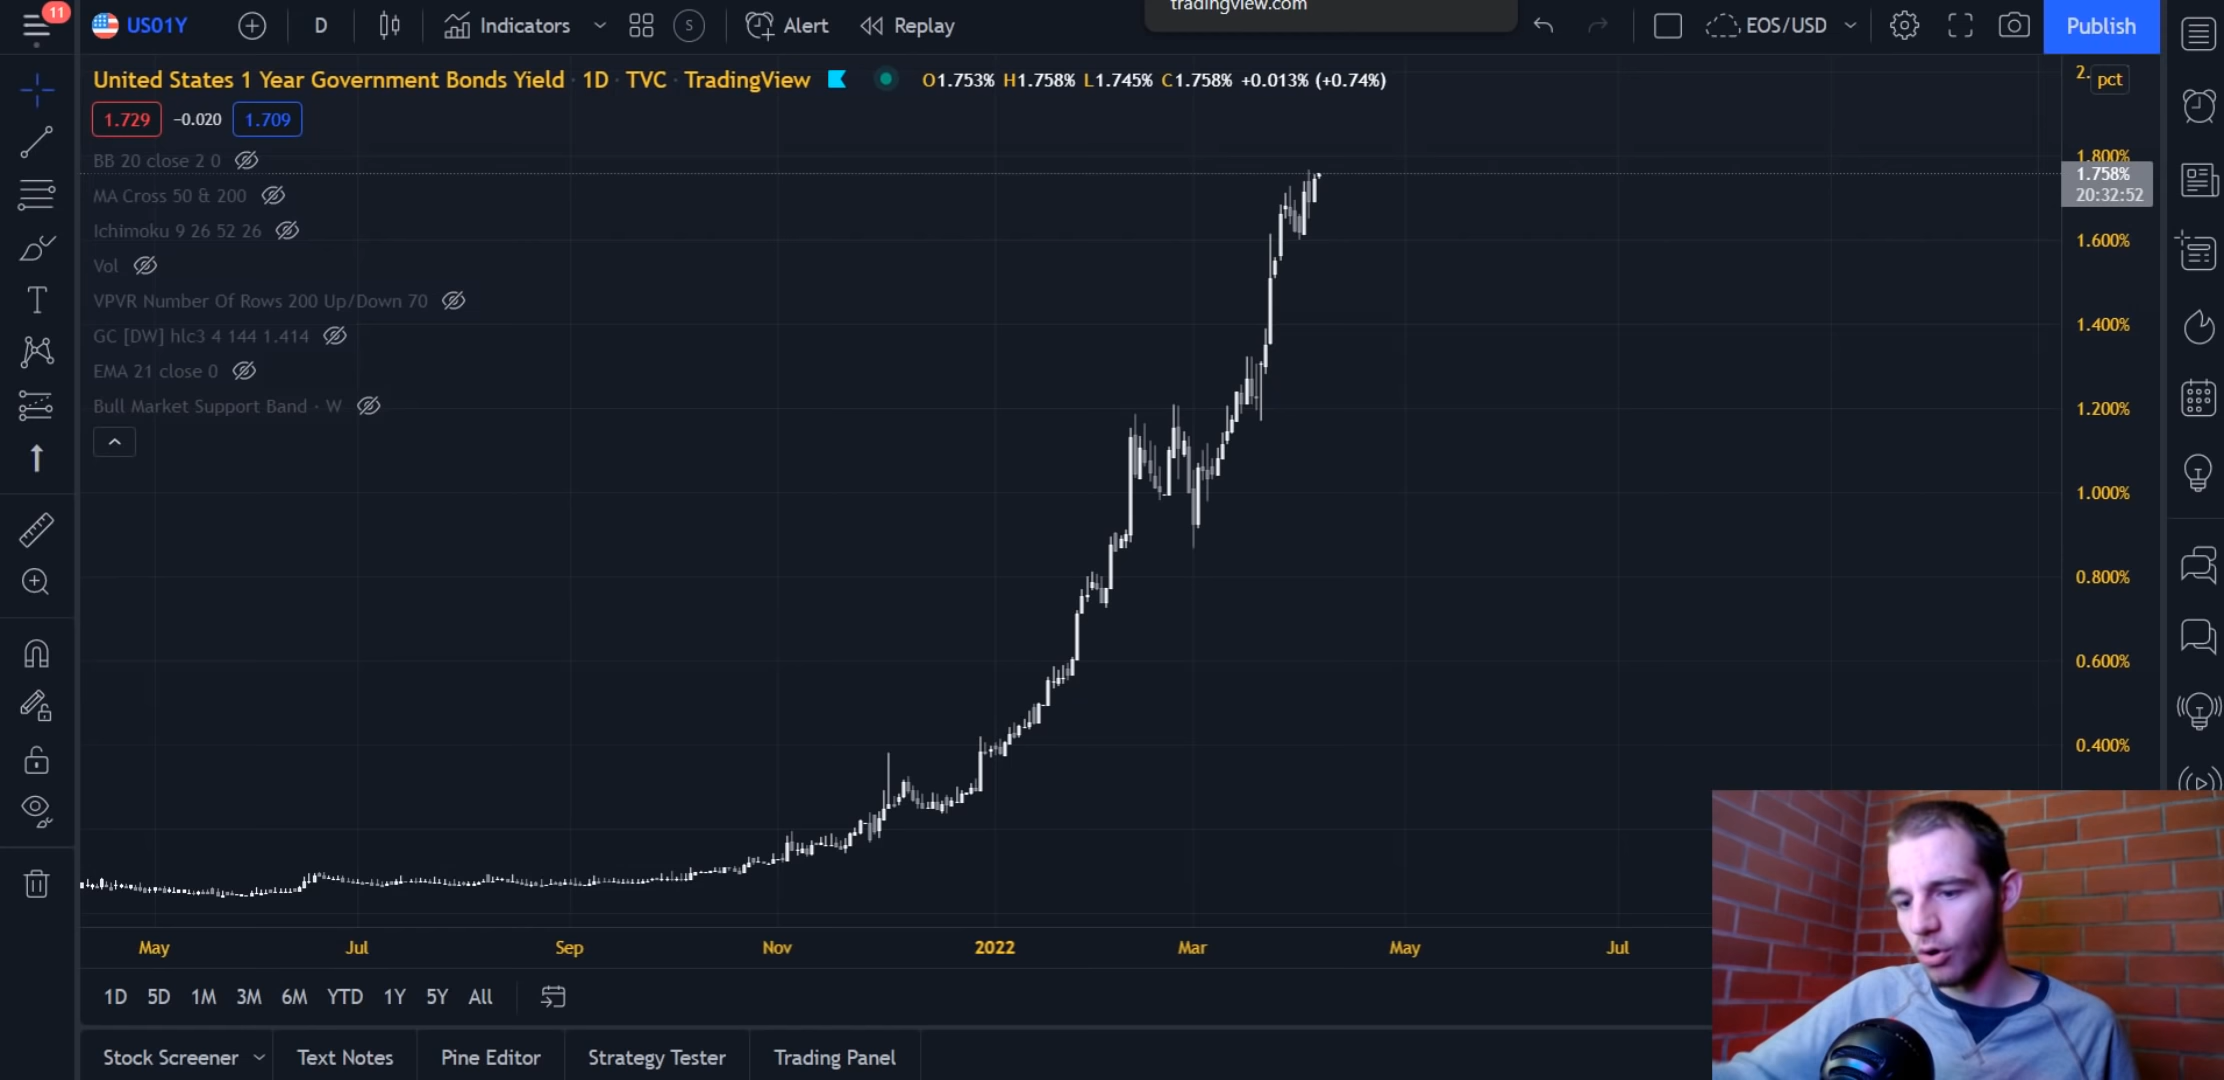 11
US01Y
D
Indicators
S
Alert
Replay
tradingview.com
EOS/USD
Publish
United States 1 Year Government Bonds Yield · 1D · TVC · TradingView
O1.753% H1.758% L1.745% C1.758% +0.013% (+0.74%)
pct
1.729 −0.020 1.709
BB 20 close 2 0
MA Cross 50 & 200
Ichimoku 9 26 52 26
Vol
VPVR Number Of Rows 200 Up/Down 70
GC [DW] hlc3 4 144 1.414
EMA 21 close 0
Bull Market Support Band · W
1.800%
1.758%
20:32:52
1.600%
1.400%
1.200%
1.000%
0.800%
0.600%
0.400%
May Jul Sep Nov 2022 Mar May Jul
1D 5D 1M 3M 6M YTD 1Y 5Y All
Stock Screener Text Notes Pine Editor Strategy Tester Trading Panel